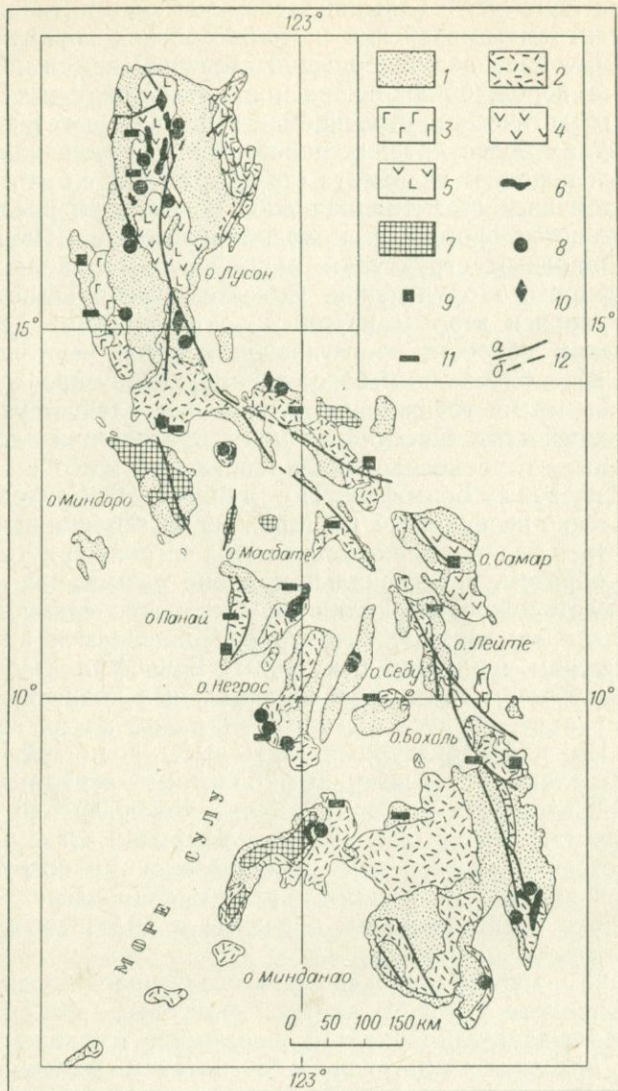 123°
1 2
3 4
5 6
7 8
9 10
11 а б 12
о. Лусон
15° 15°
о Миндоро
о Масбате
о. Самар
о Панай
о. Лейте
о. Негрос
о Себу
10° 10°
о. Бохаль
МОРЕ СУЛУ
о Минданао
0 50 100 150 км
123°